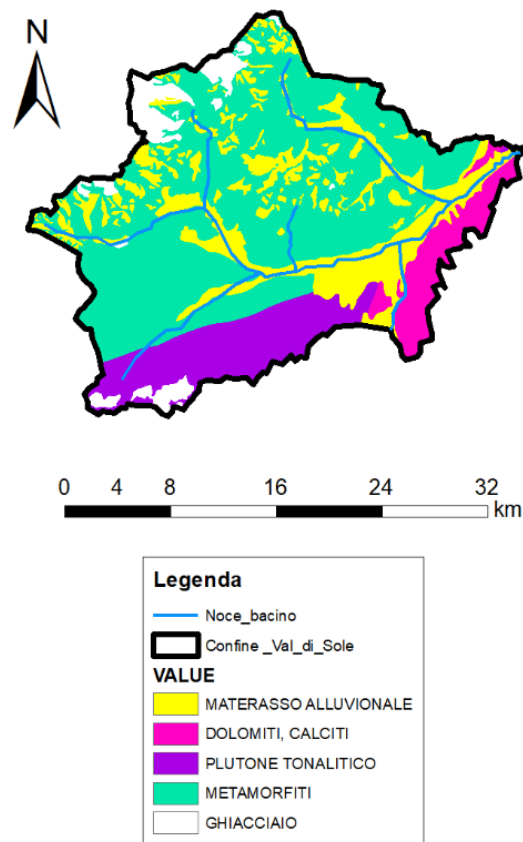 N
0 4 8 16 24 32
km
Legenda
Noce_bacino
Confine _Val_di_Sole
VALUE
MATERASSO ALLUVIONALE
DOLOMITI, CALCITI
PLUTONE TONALITICO
METAMORFITI
GHIACCIAIO